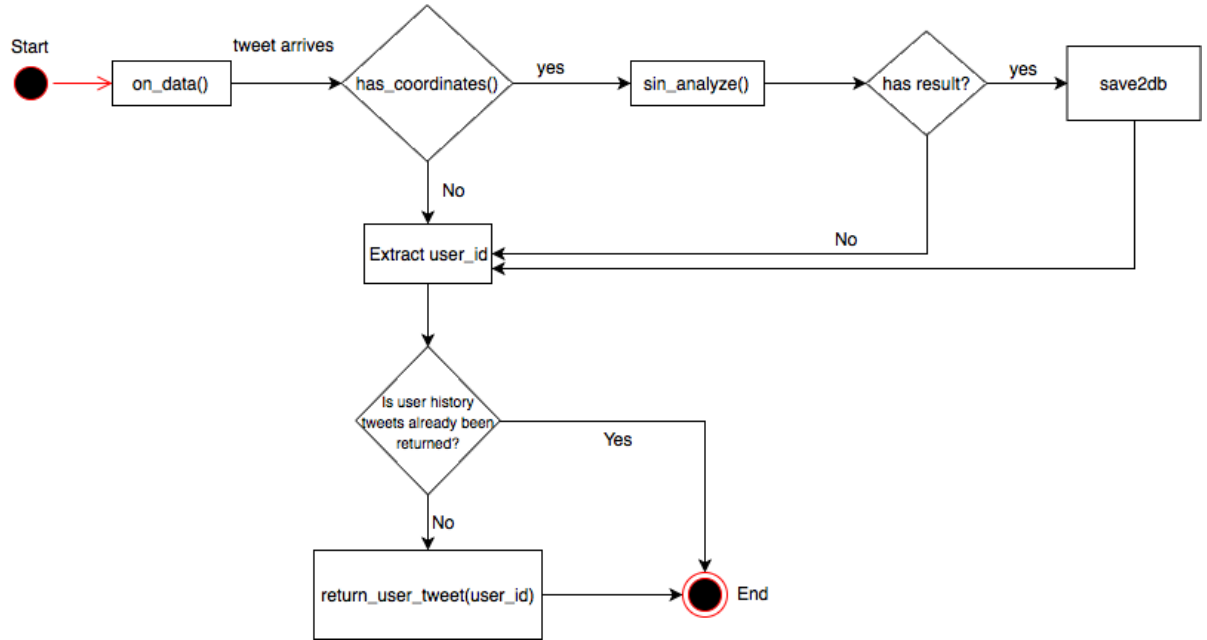 Start
tweet arrives
on_data()
has_coordinates()
yes
sin_analyze()
has result?
yes
save2db
No
No
Extract user_id
Is user history
tweets already been
returned?
Yes
No
return_user_tweet(user_id)
End